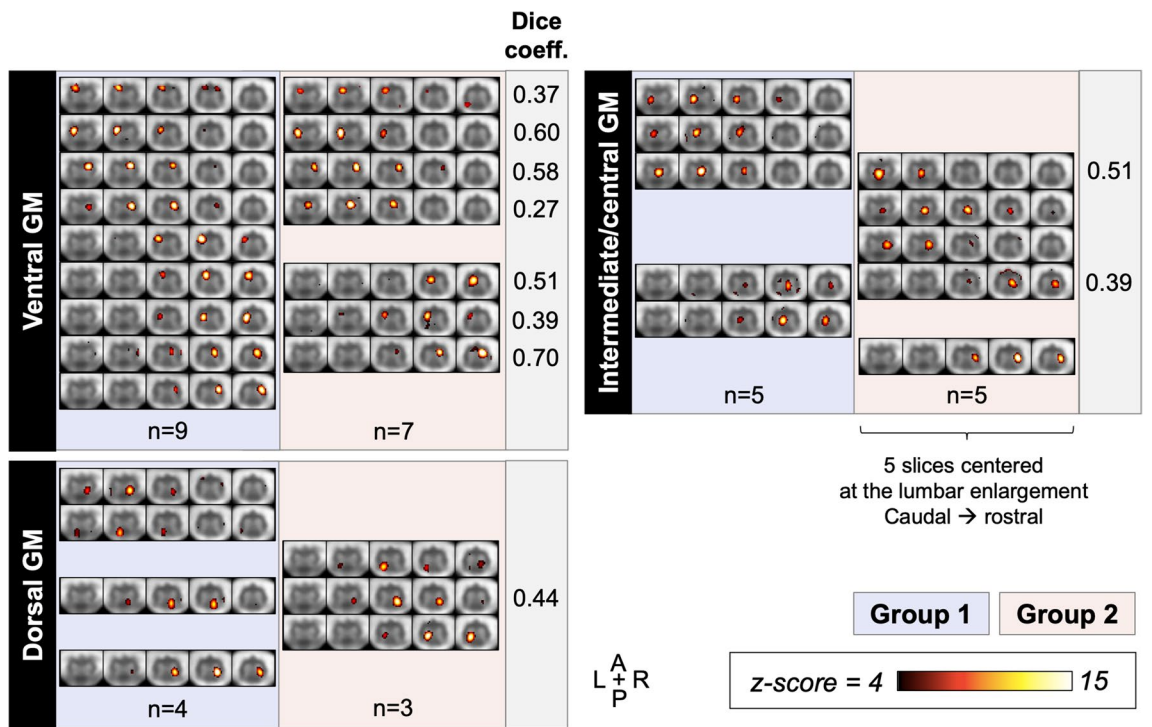 Dice
coeff.
Ventral GM
0.37
0.60
0.58
0.27
0.51
0.39
0.70
n=9
n=7
Intermediate/central GM
0.51
0.39
n=5
n=5
5 slices centered
at the lumbar enlargement
Caudal → rostral
Dorsal GM
0.44
n=4
n=3
Group 1
Group 2
A
L + R
P
z-score = 4
15